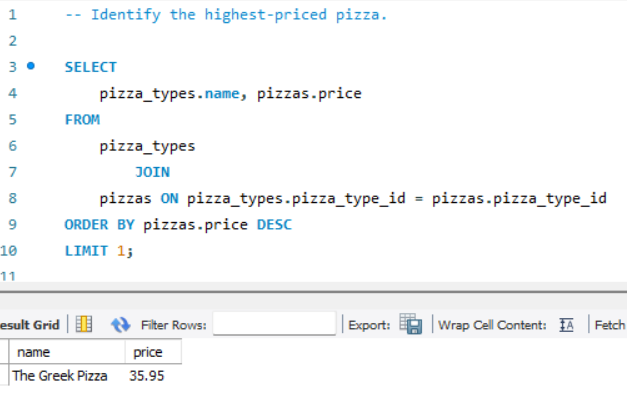 1 -- Identify the highest-priced pizza.
2
3 SELECT
4 pizza_types.name, pizzas.price
5 FROM
6 pizza_types
7 JOIN
8 pizzas ON pizza_types.pizza_type_id = pizzas.pizza_type_id
9 ORDER BY pizzas.price DESC
10 LIMIT 1;
11
esult Grid Filter Rows: Export: Wrap Cell Content: IA Fetch
name price
The Greek Pizza 35.95